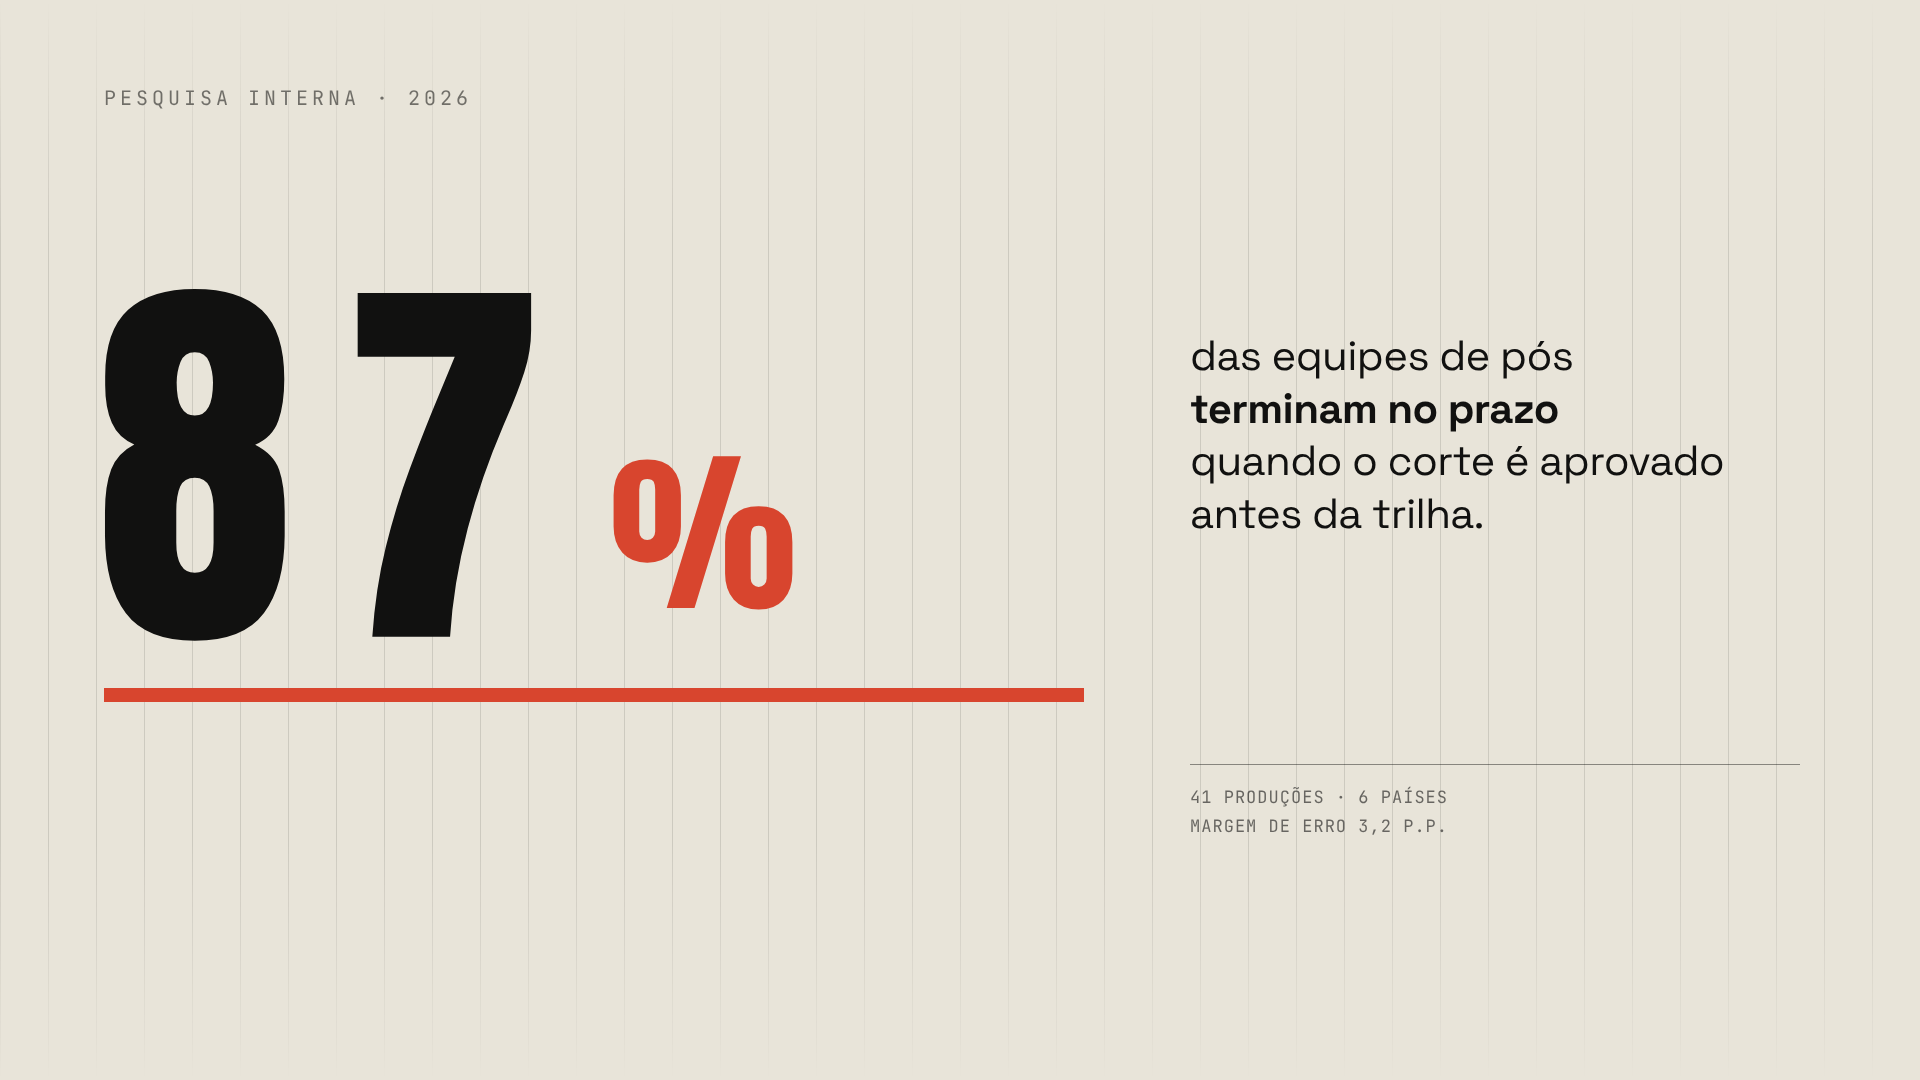 PESQUISA INTERNA · 2026
87%
das equipes de pós
terminam no prazo
quando o corte é aprovado
antes da trilha.
41 PRODUÇÕES · 6 PAÍSES
MARGEM DE ERRO 3,2 P.P.